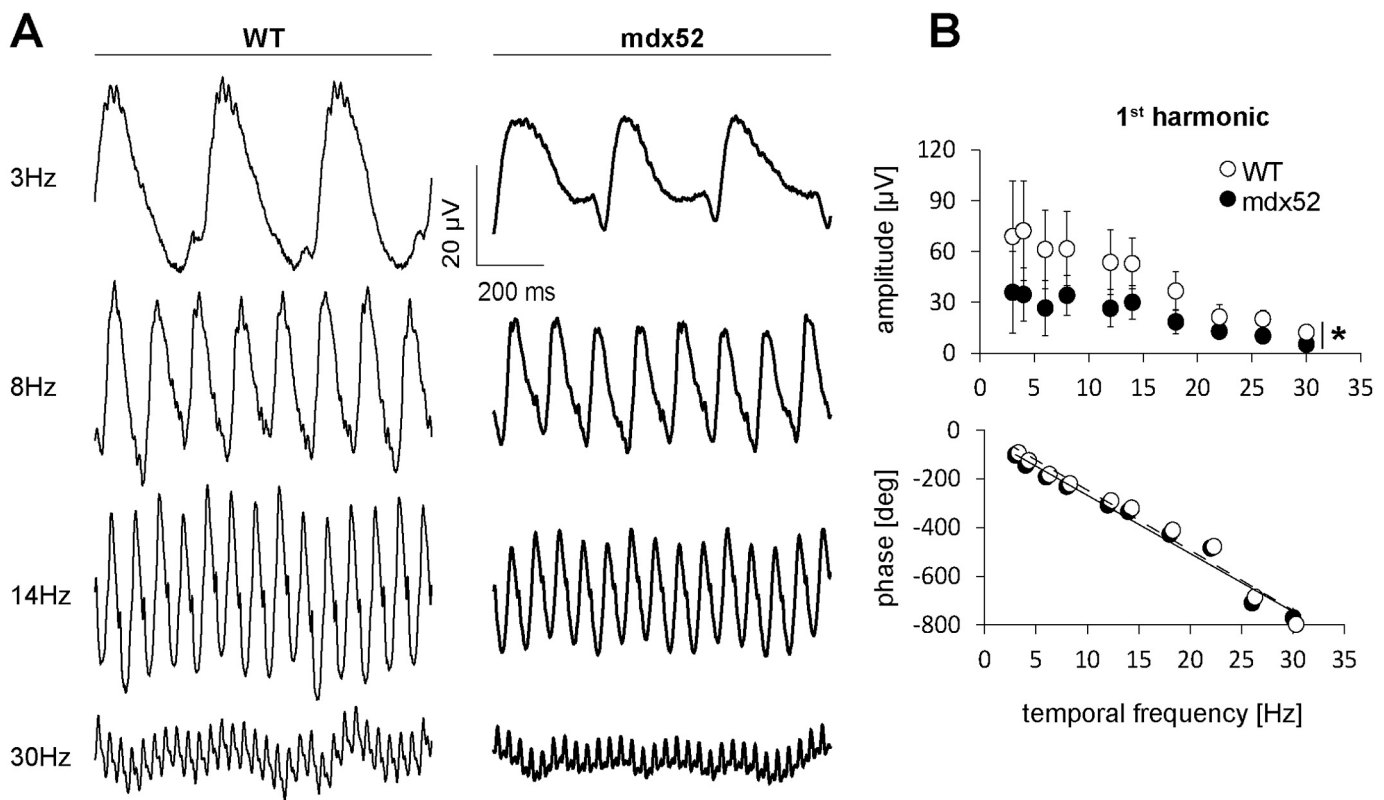 A
WT
mdx52
3Hz
20 µV
200 ms
8Hz
14Hz
30Hz
B
1st harmonic
120
90
60
30
0
amplitude [µV]
WT
mdx52
*
0 5 10 15 20 25 30 35
0
-200
-400
-600
-800
phase [deg]
0 5 10 15 20 25 30 35
temporal frequency [Hz]